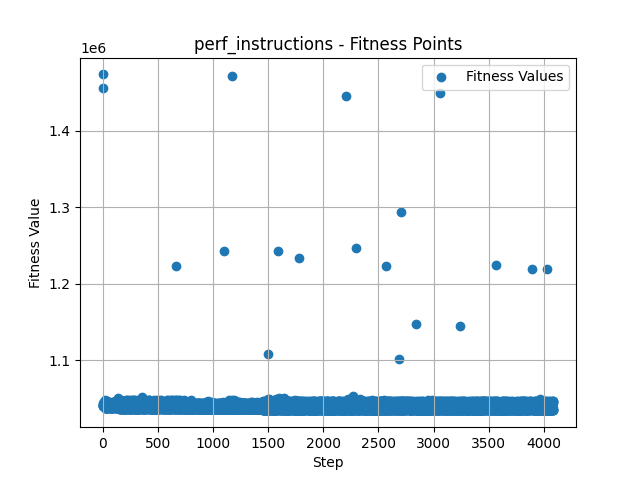 perf_instructions - Fitness Points
1e6
Fitness Values
1.4
1.3
1.2
1.1
Fitness Value
0 500 1000 1500 2000 2500 3000 3500 4000
Step